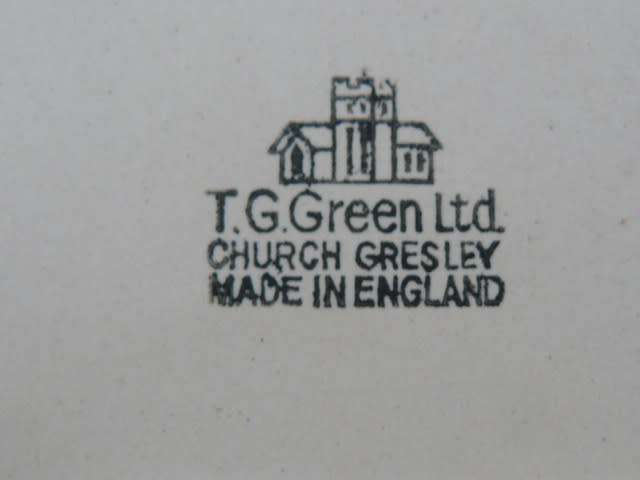 T.G.Green Ltd.
CHURCH GRESLEY
MADE IN ENGLAND